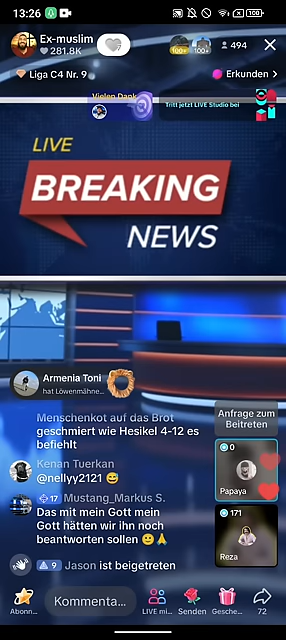 13:26
100
Ex-muslim
281.8K
100+
100+
494
Liga C4 Nr. 9
Erkunden >
Vielen Dank
Tritt jetzt LIVE Studio bei
LIVE
BREAKING
NEWS
Armenia Toni
hat Löwenmähne...
Menschenkot auf das Brot
geschmiert wie Hesikel 4-12 es
befiehlt
Kenan Tuerkan
@nellyy2121 😅
17 Mustang_Markus S.
Das mit mein Gott mein
Gott hätten wir ihn noch
beantworten sollen 🙂🙏
9 Jason ist beigetreten
Anfrage zum
Beitreten
0
Papaya
171
Reza
Abonn...
Kommenta...
LIVE mi...
Senden
Gesche...
72